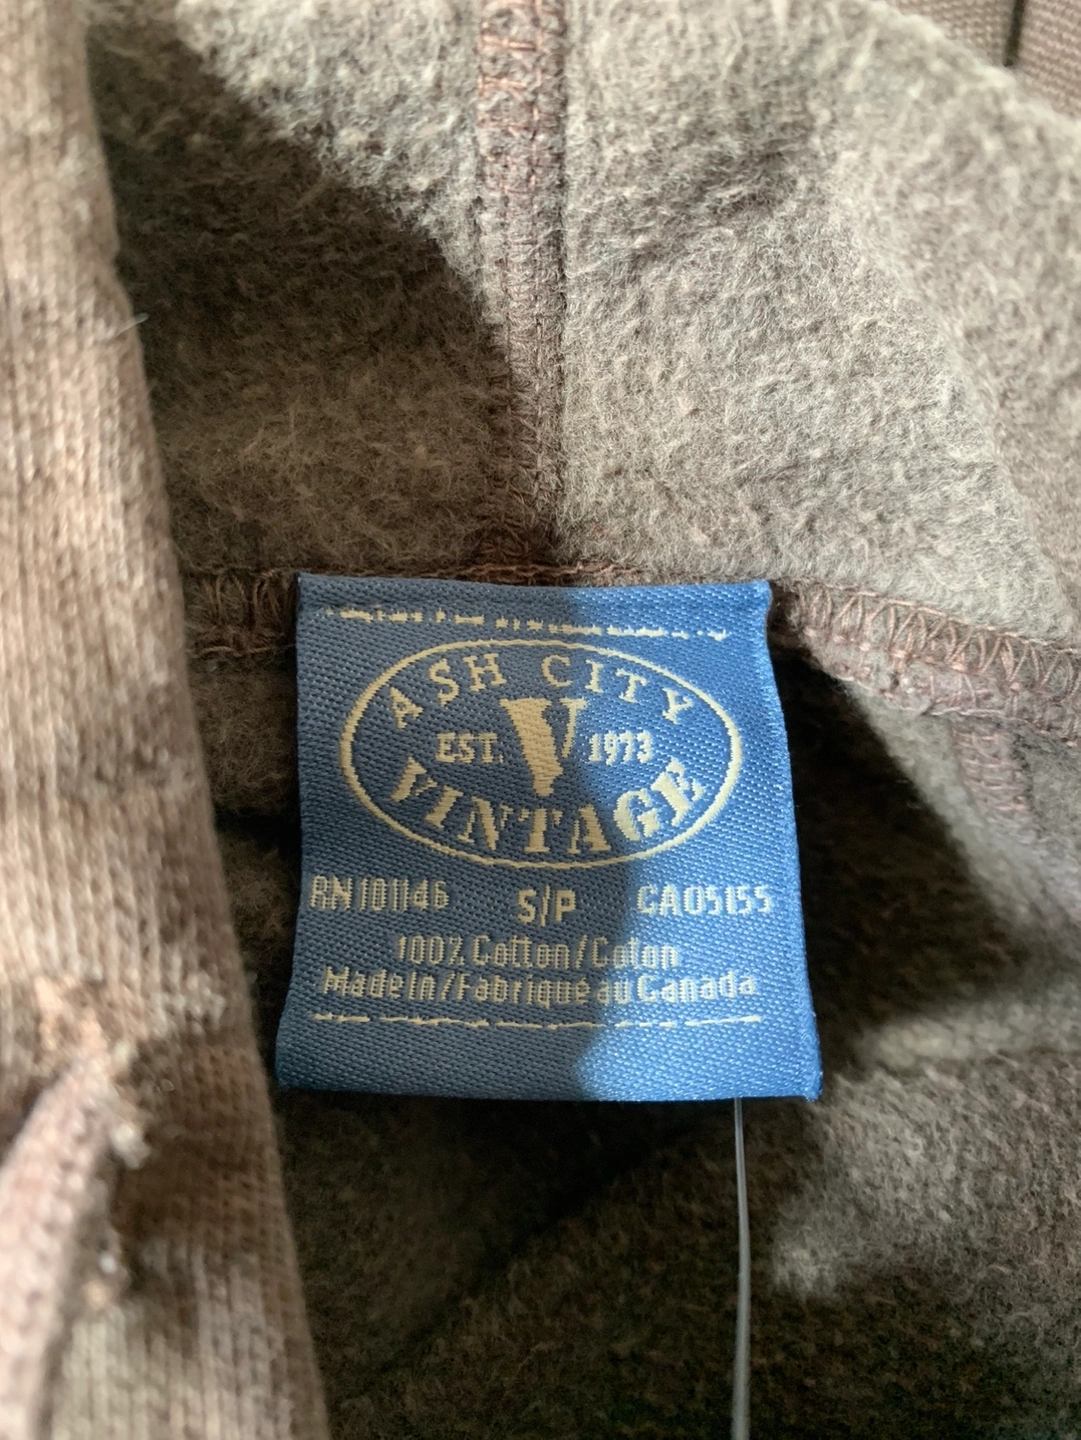 ASH CITY
EST. V 1973
VINTAGE
RN101146 S/P CA05155
100% Cotton/Coton
Made in/Fabriqué au Canada